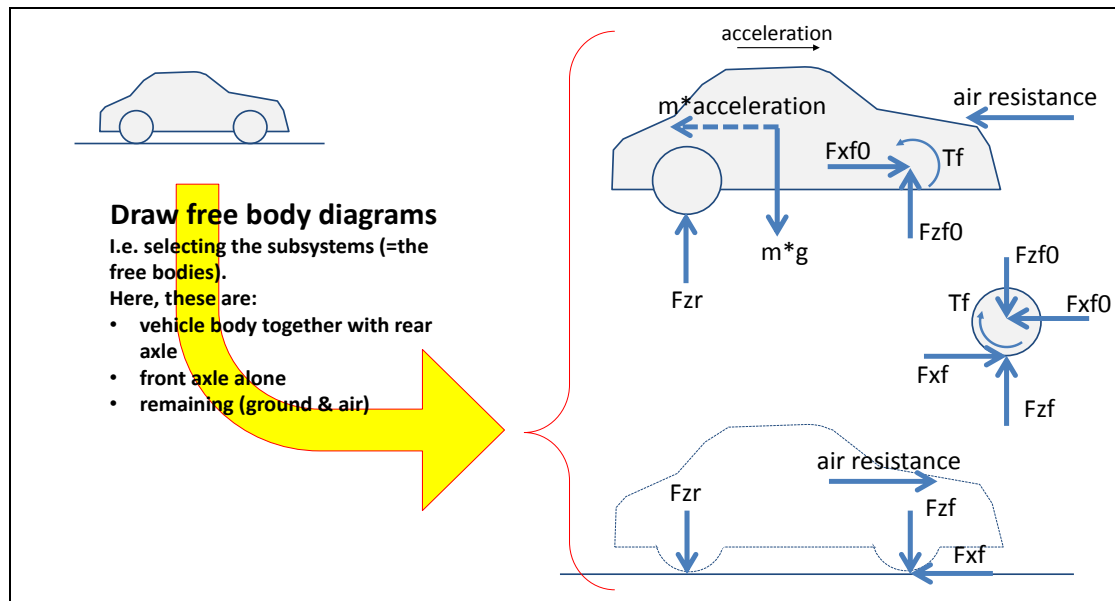 Draw free body diagrams
I.e. selecting the subsystems (=the
free bodies).
Here, these are:
• vehicle body together with rear
axle
• front axle alone
• remaining (ground & air)
acceleration
m*acceleration
air resistance
Fxf0
Tf
Fzf0
m*g
Fzr
Fzf0
Tf
Fxf0
Fxf
Fzf
air resistance
Fzr
Fzf
Fxf